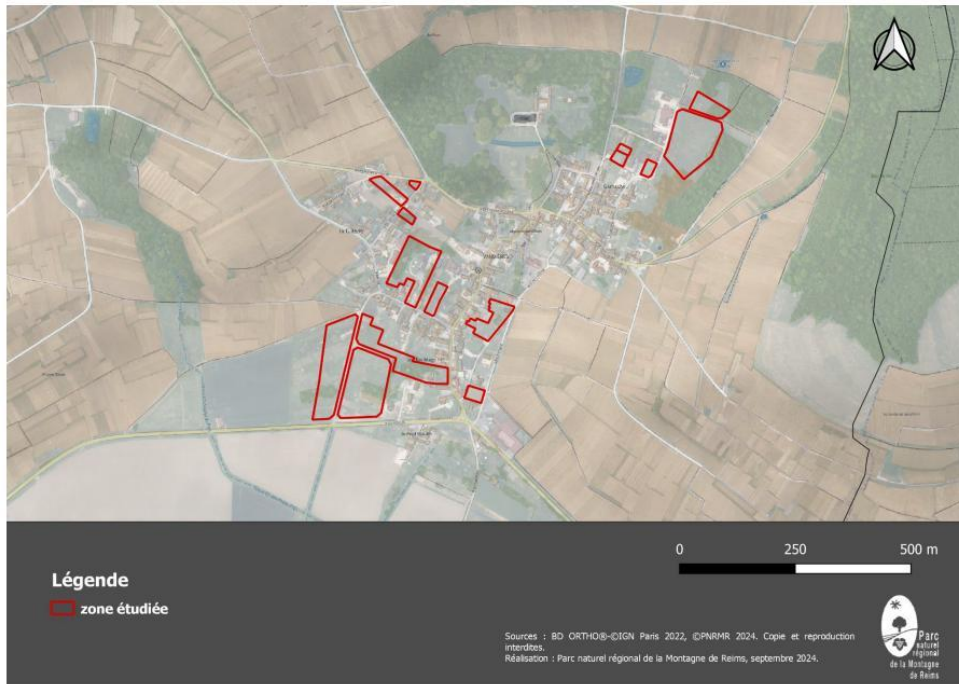 0 250 500 m
Légende
zone étudiée
Sources : BD ORTHO®-©IGN Paris 2022, ©PNRMR 2024. Copie et reproduction
interdites.
Réalisation : Parc naturel régional de la Montagne de Reims, septembre 2024.
Parc
naturel
régional
de la Montagne
de Reims